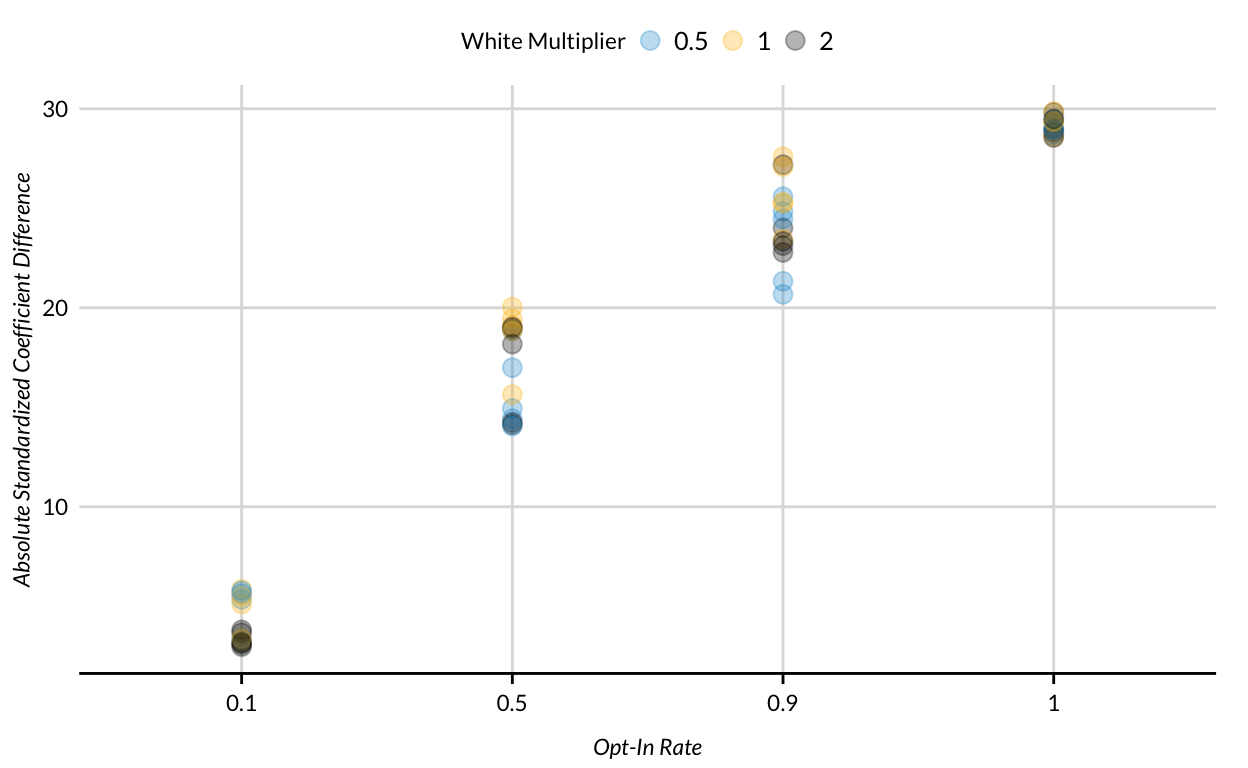 White Multiplier 0.5 1 2
30
20
10
Absolute Standardized Coefficient Difference
0.1 0.5 0.9 1
Opt-In Rate